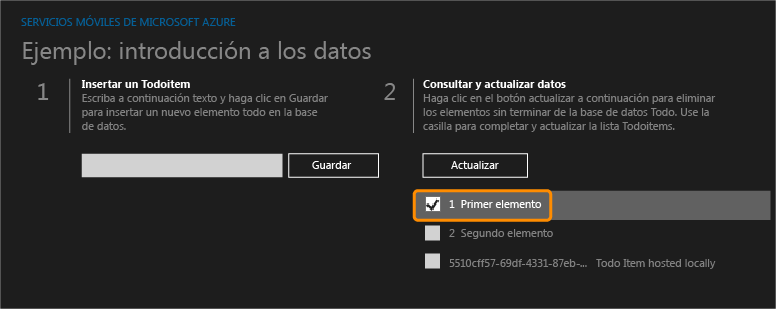 SERVICIOS MÓVILES DE MICROSOFT AZURE
Ejemplo: introducción a los datos
1
Insertar un Todoitem
Escriba a continuación texto y haga clic en Guardar
para insertar un nuevo elemento todo en la base
de datos.
Guardar
2
Consultar y actualizar datos
Haga clic en el botón actualizar a continuación para eliminar
los elementos sin terminar de la base de datos Todo. Use la
casilla para completar y actualizar la lista Todoitems.
Actualizar
1 Primer elemento
2 Segundo elemento
5510cff57-69df-4331-87eb-... Todo Item hosted locally